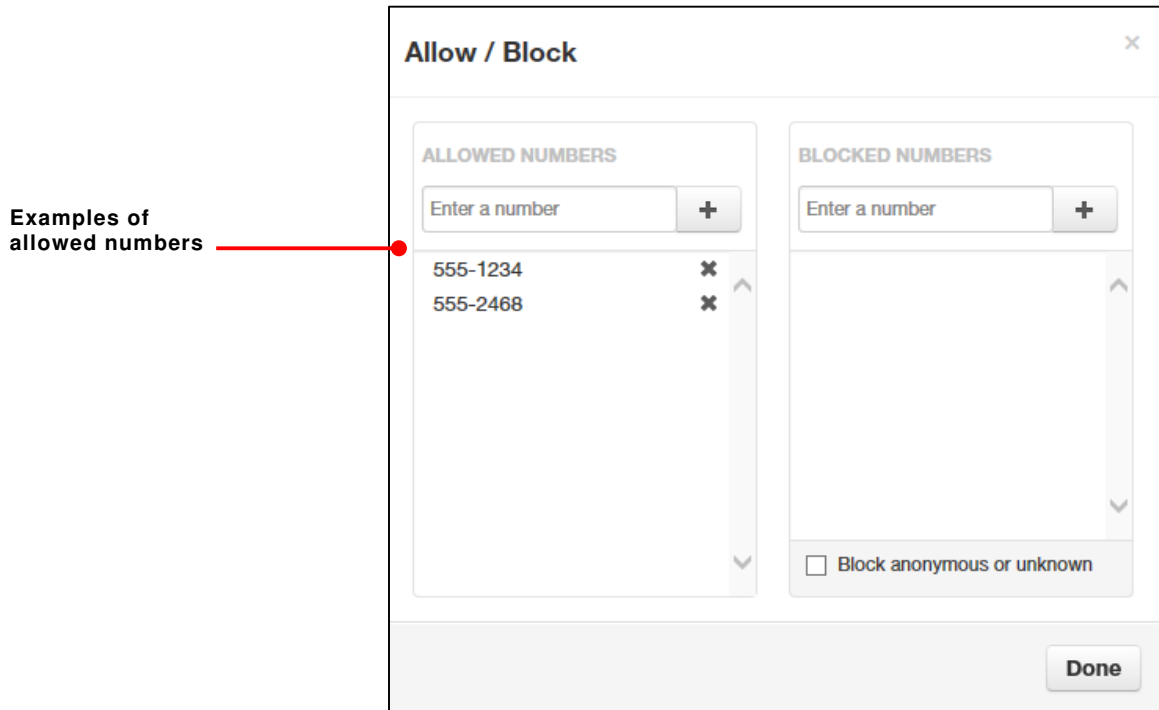 Allow / Block
×
Examples of
allowed numbers
ALLOWED NUMBERS
Enter a number
+
555-1234 ✖
555-2468 ✖
BLOCKED NUMBERS
Enter a number
+
Block anonymous or unknown
Done